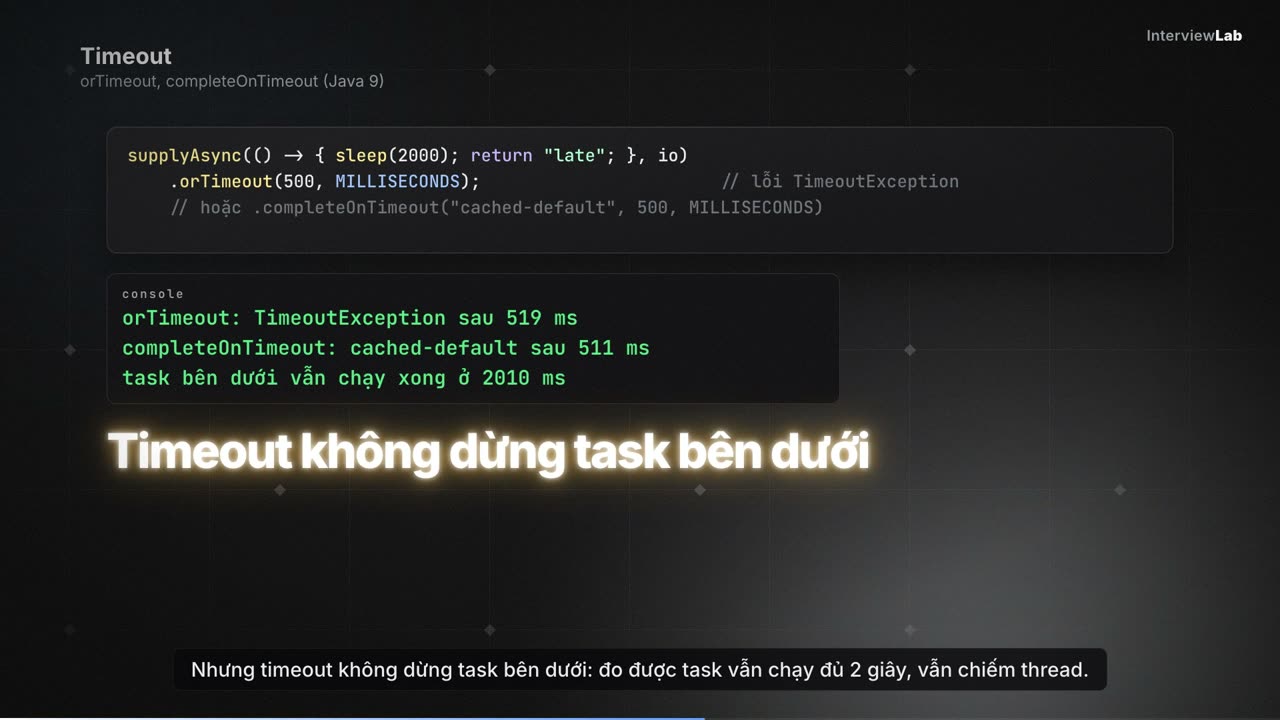 InterviewLab
Timeout
orTimeout, completeOnTimeout (Java 9)
supplyAsync(() -> { sleep(2000); return "late"; }, io)
.orTimeout(500, MILLISECONDS); // lỗi TimeoutException
// hoặc .completeOnTimeout("cached-default", 500, MILLISECONDS)
console
orTimeout: TimeoutException sau 519 ms
completeOnTimeout: cached-default sau 511 ms
task bên dưới vẫn chạy xong ở 2010 ms
Timeout không dừng task bên dưới
Nhưng timeout không dừng task bên dưới: đo được task vẫn chạy đủ 2 giây, vẫn chiếm thread.